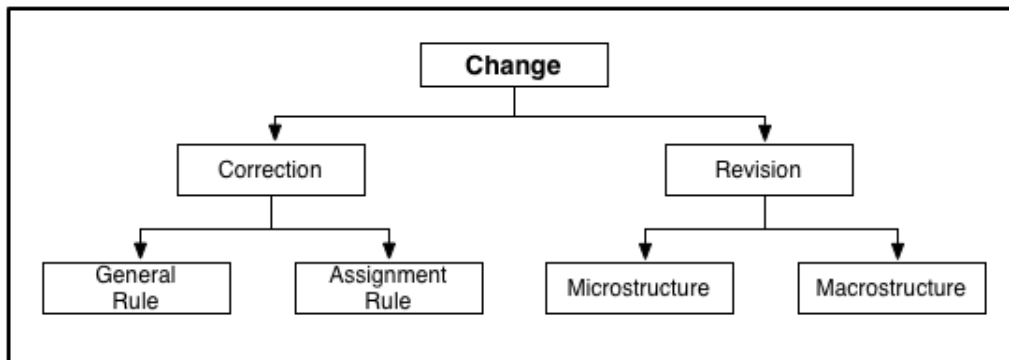 Change
Correction
Revision
General
Rule
Assignment
Rule
Microstructure
Macrostructure